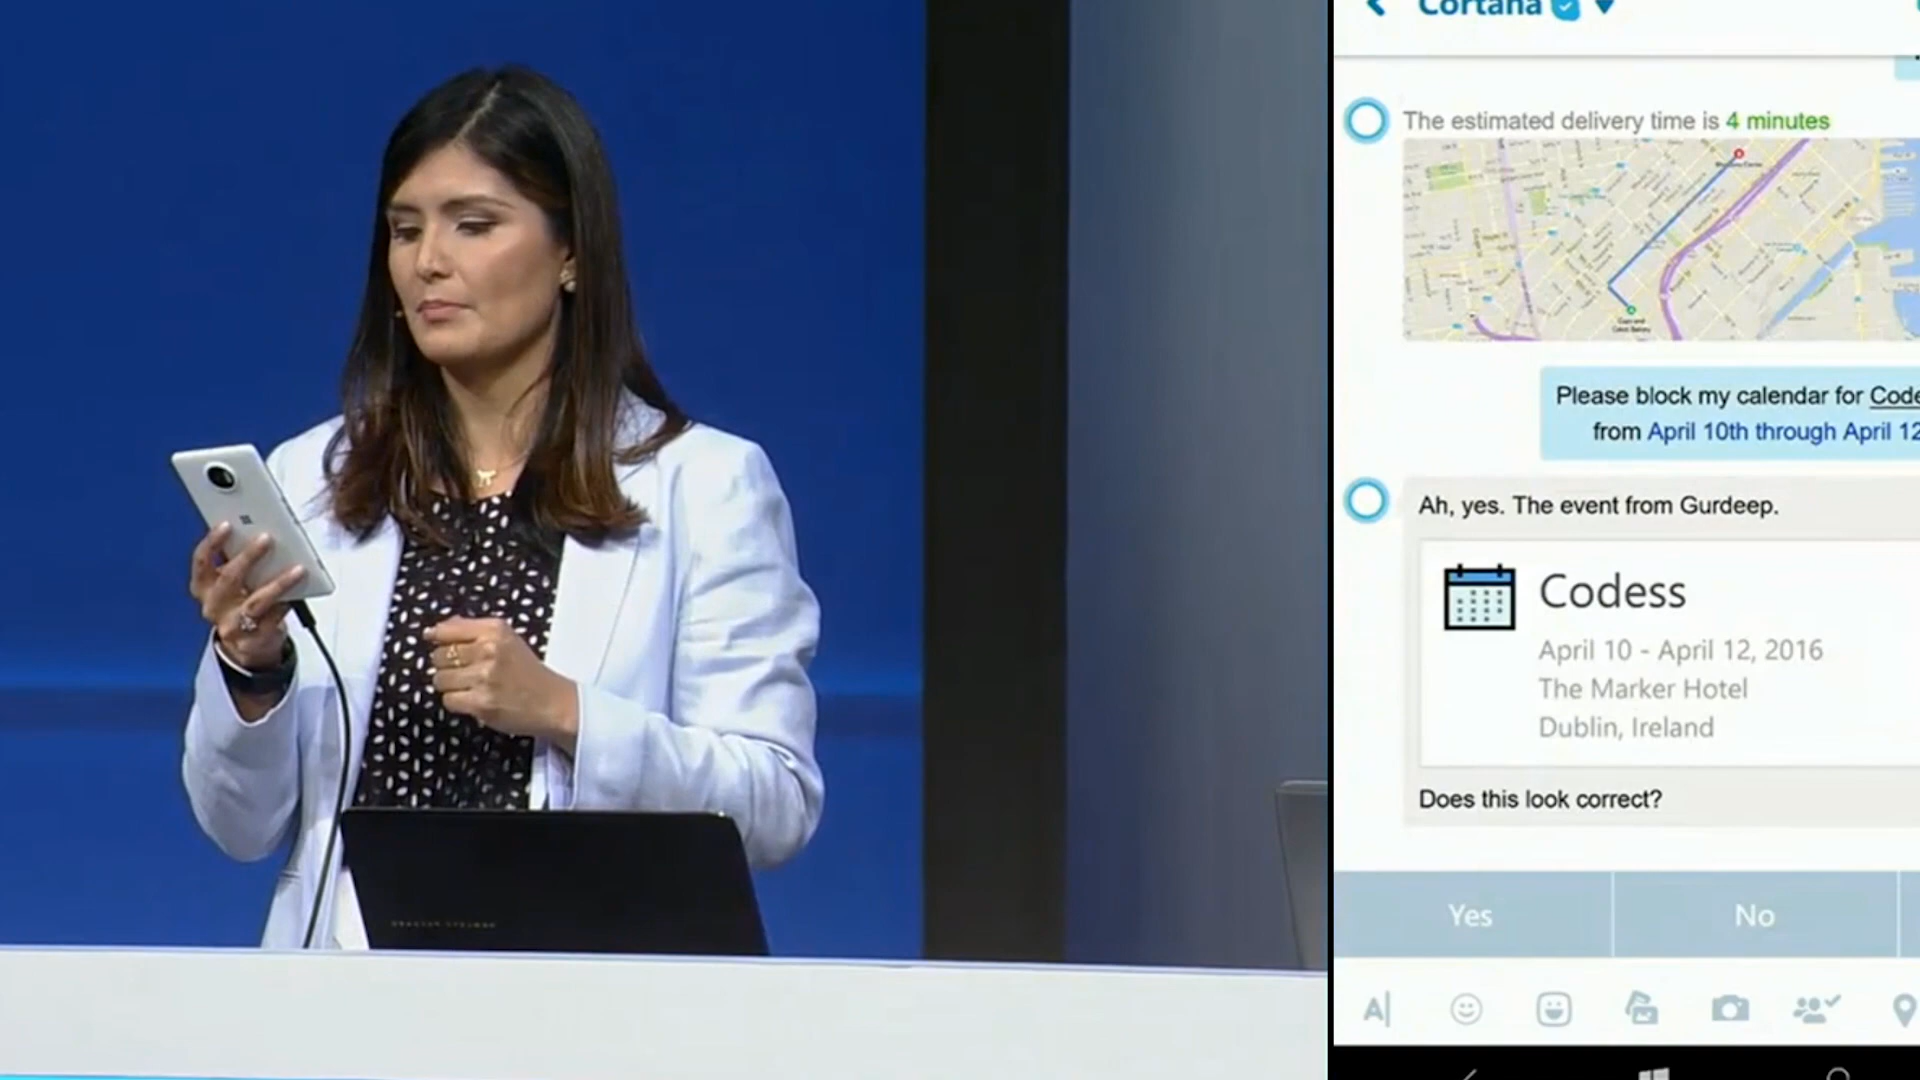 Cortana
The estimated delivery time is 4 minutes
Please block my calendar for Code
from April 10th through April 12
Ah, yes. The event from Gurdeep.
Codess
April 10 - April 12, 2016
The Marker Hotel
Dublin, Ireland
Does this look correct?
Yes
No